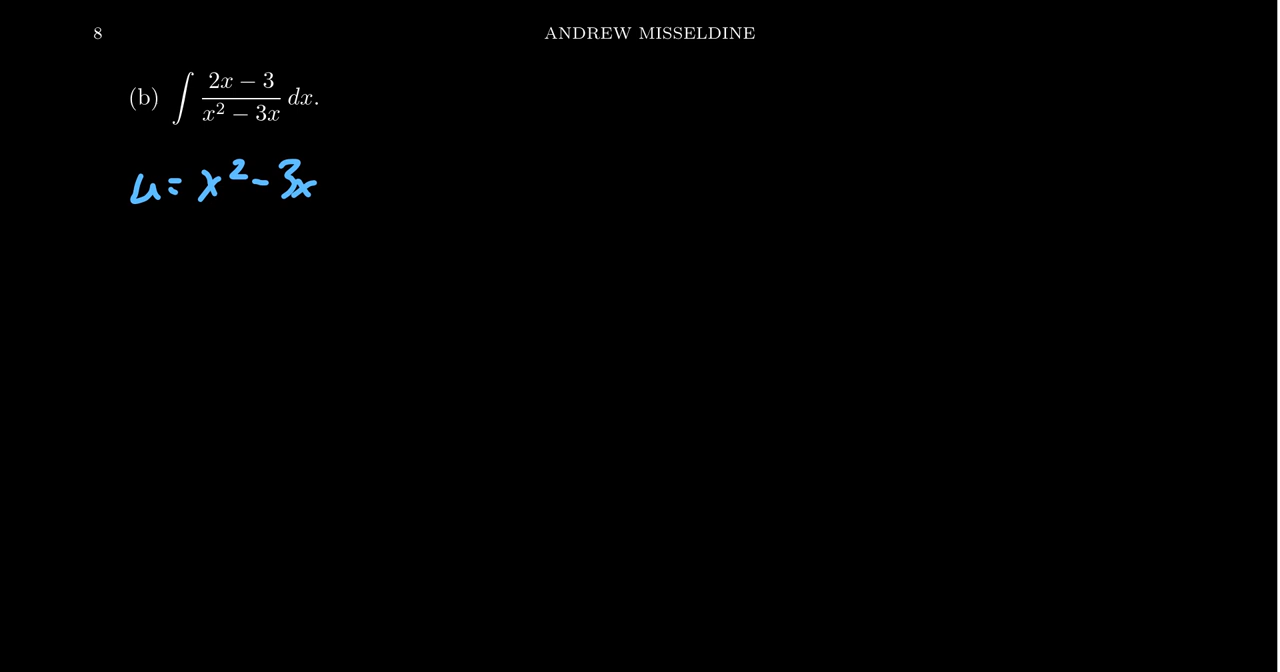 8 ANDREW MISSELDINE
(b) ∫ (2x − 3)/(x² − 3x) dx.
u = x² - 3x